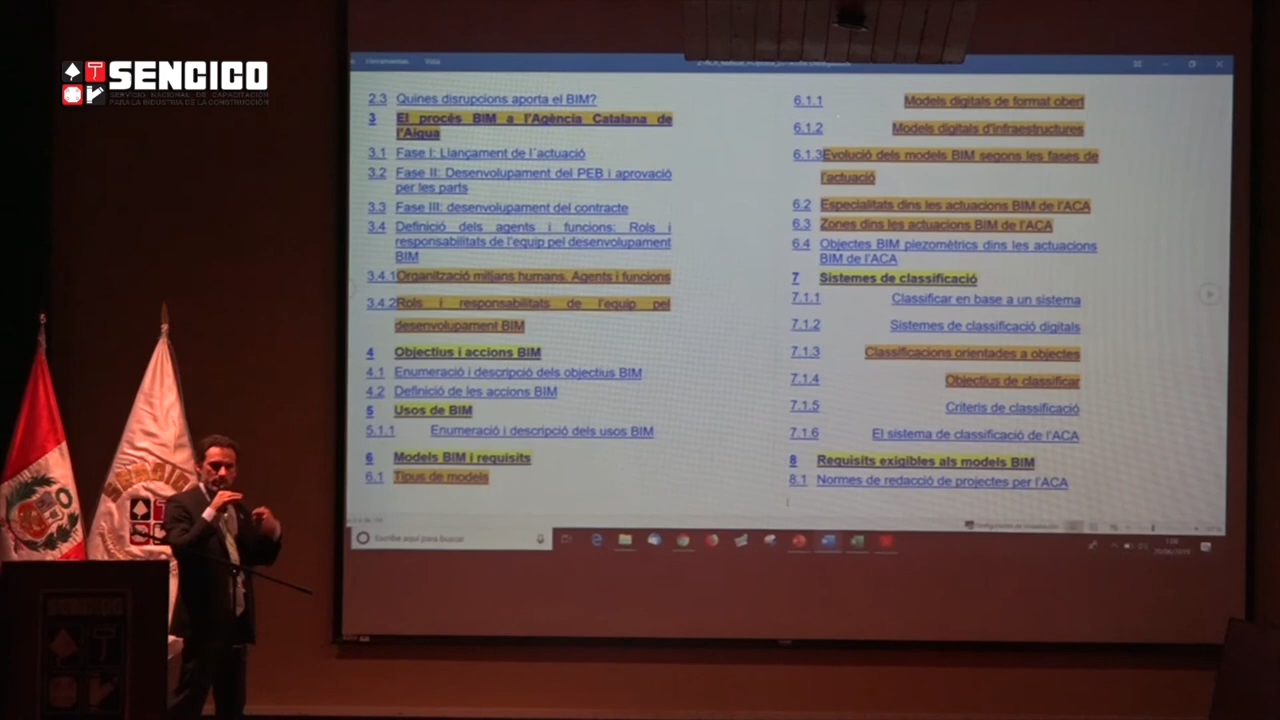 SENCICO
SERVICIO NACIONAL DE CAPACITACIÓN
PARA LA INDUSTRIA DE LA CONSTRUCCIÓN
Herramientas Vista
2.3 Quines disrupcions aporta el BIM?
3 El procés BIM a l'Agència Catalana de
l'Aigua
3.1 Fase I: Llançament de l´actuació
3.2 Fase II: Desenvolupament del PEB i aprovació
per les parts
3.3 Fase III: desenvolupament del contracte
3.4 Definició dels agents i funcions: Rols i
responsabilitats de l'equip pel desenvolupament
BIM
3.4.1 Organització mitjans humans. Agents i funcions
3.4.2 Rols i responsabilitats de l'equip pel
desenvolupament BIM
4 Objectius i accions BIM
4.1 Enumeració i descripció dels objectius BIM
4.2 Definició de les accions BIM
5 Usos de BIM
5.1.1 Enumeració i descripció dels usos BIM
6 Models BIM i requisits
6.1 Tipus de models
6.1.1 Models digitals de format obert
6.1.2 Models digitals d'infraestructures
6.1.3 Evolució dels models BIM segons les fases de
l'actuació
6.2 Especialitats dins les actuacions BIM de l'ACA
6.3 Zones dins les actuacions BIM de l'ACA
6.4 Objectes BIM piezomètrics dins les actuacions
BIM de l'ACA
7 Sistemes de classificació
7.1.1 Classificar en base a un sistema
7.1.2 Sistemes de classificació digitals
7.1.3 Classificacions orientades a objectes
7.1.4 Objectius de classificar
7.1.5 Criteris de classificació
7.1.6 El sistema de classificació de l'ACA
8 Requisits exigibles als models BIM
8.1 Normes de redacció de projectes per l'ACA
Escribe aquí para buscar
20/06/2019
SENCICO